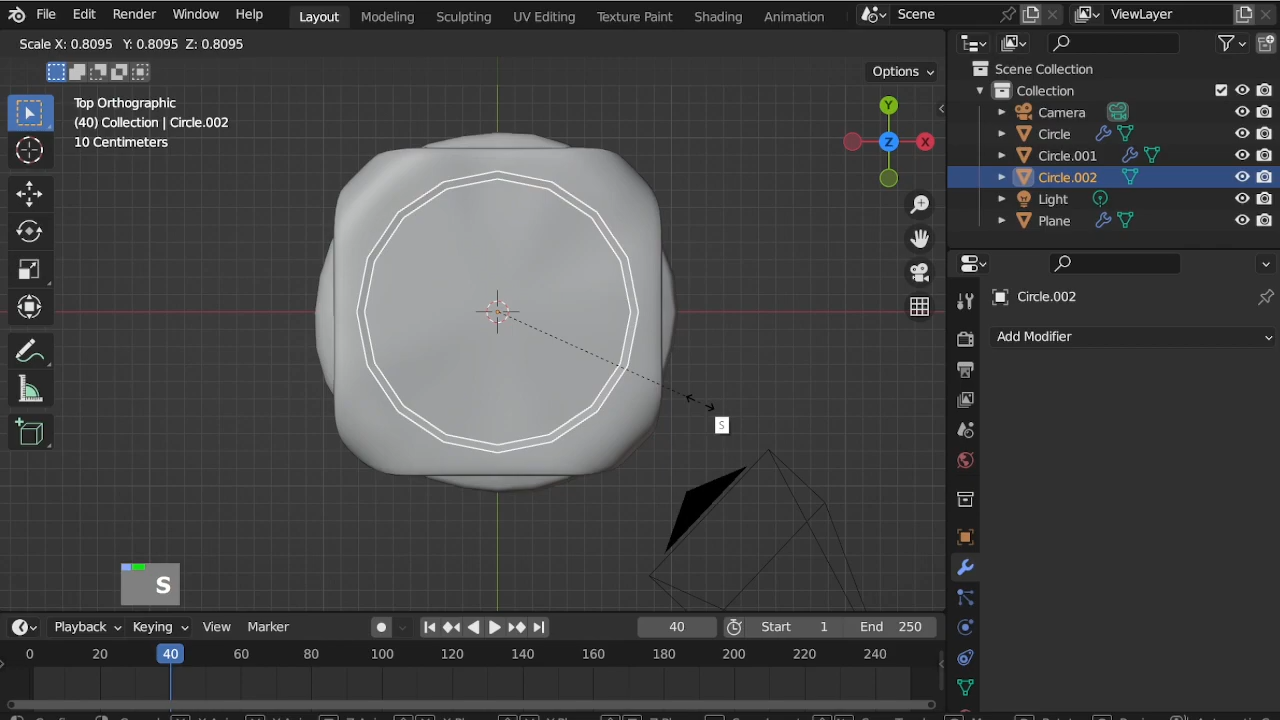 File Edit Render Window Help Layout Modeling Sculpting UV Editing Texture Paint Shading Animation Scene ViewLayer
Scale X: 0.8095 Y: 0.8095 Z: 0.8095
Options
Top Orthographic
(40) Collection | Circle.002
10 Centimeters
Y
Z
X
S
S
Scene Collection
Collection
Camera
Circle
Circle.001
Circle.002
Light
Plane
Circle.002
Add Modifier
Playback Keying View Marker 40 Start 1 End 250
0 20 40 60 80 100 120 140 160 180 200 220 240